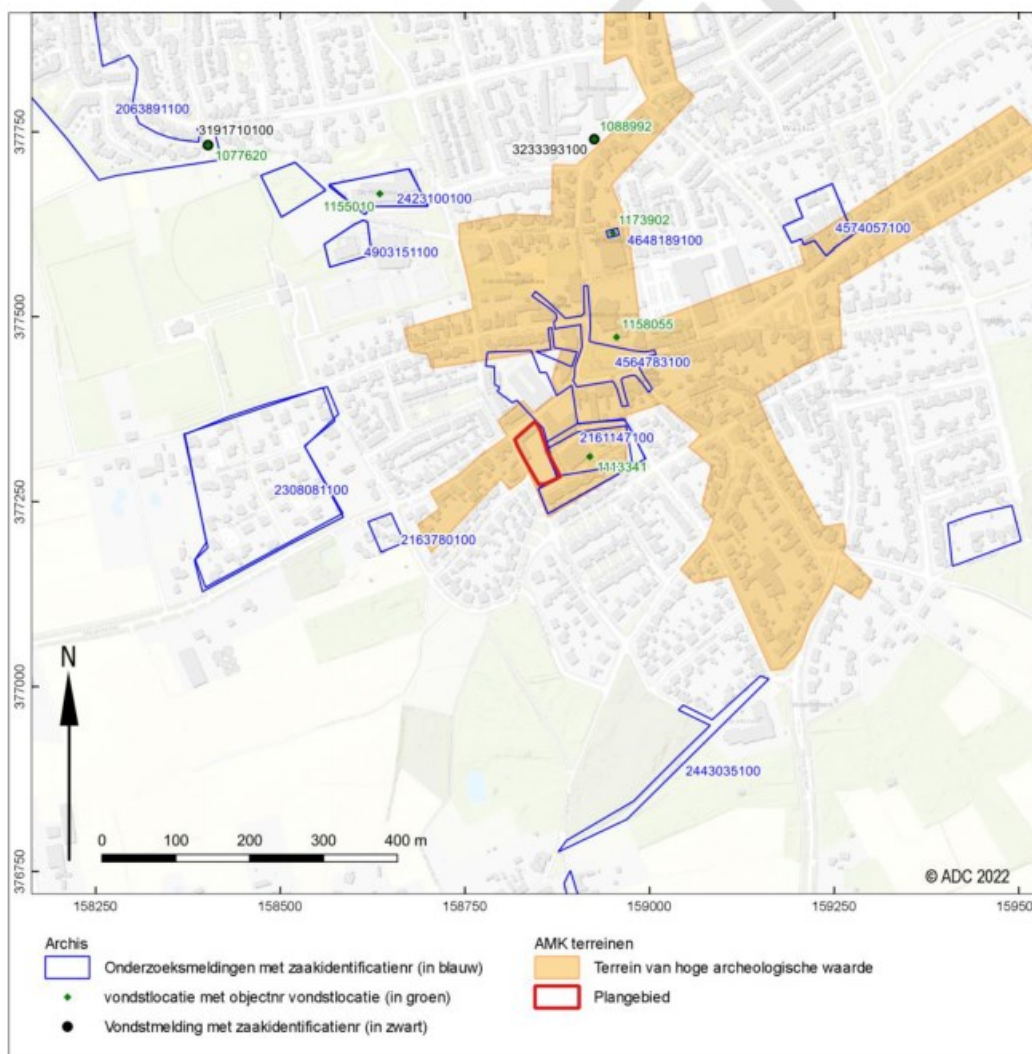 2063891100
3191710100
1077620
1088992
3233393100
377750
2423100100
1155010
1173902
4648189100
4574057100
4903151100
377500
1158055
4564783100
2161147100
1113341
2308081100
377250
2163780100
377000
N
2443035100
0 100 200 300 400 m
376750
© ADC 2022
158250 158500 158750 159000 159250 159500
Archis
Onderzoeksmeldingen met zaakidentificatienr (in blauw)
vondstlocatie met objectnr vondstlocatie (in groen)
Vondstmelding met zaakidentificatienr (in zwart)
AMK terreinen
Terrein van hoge archeologische waarde
Plangebied